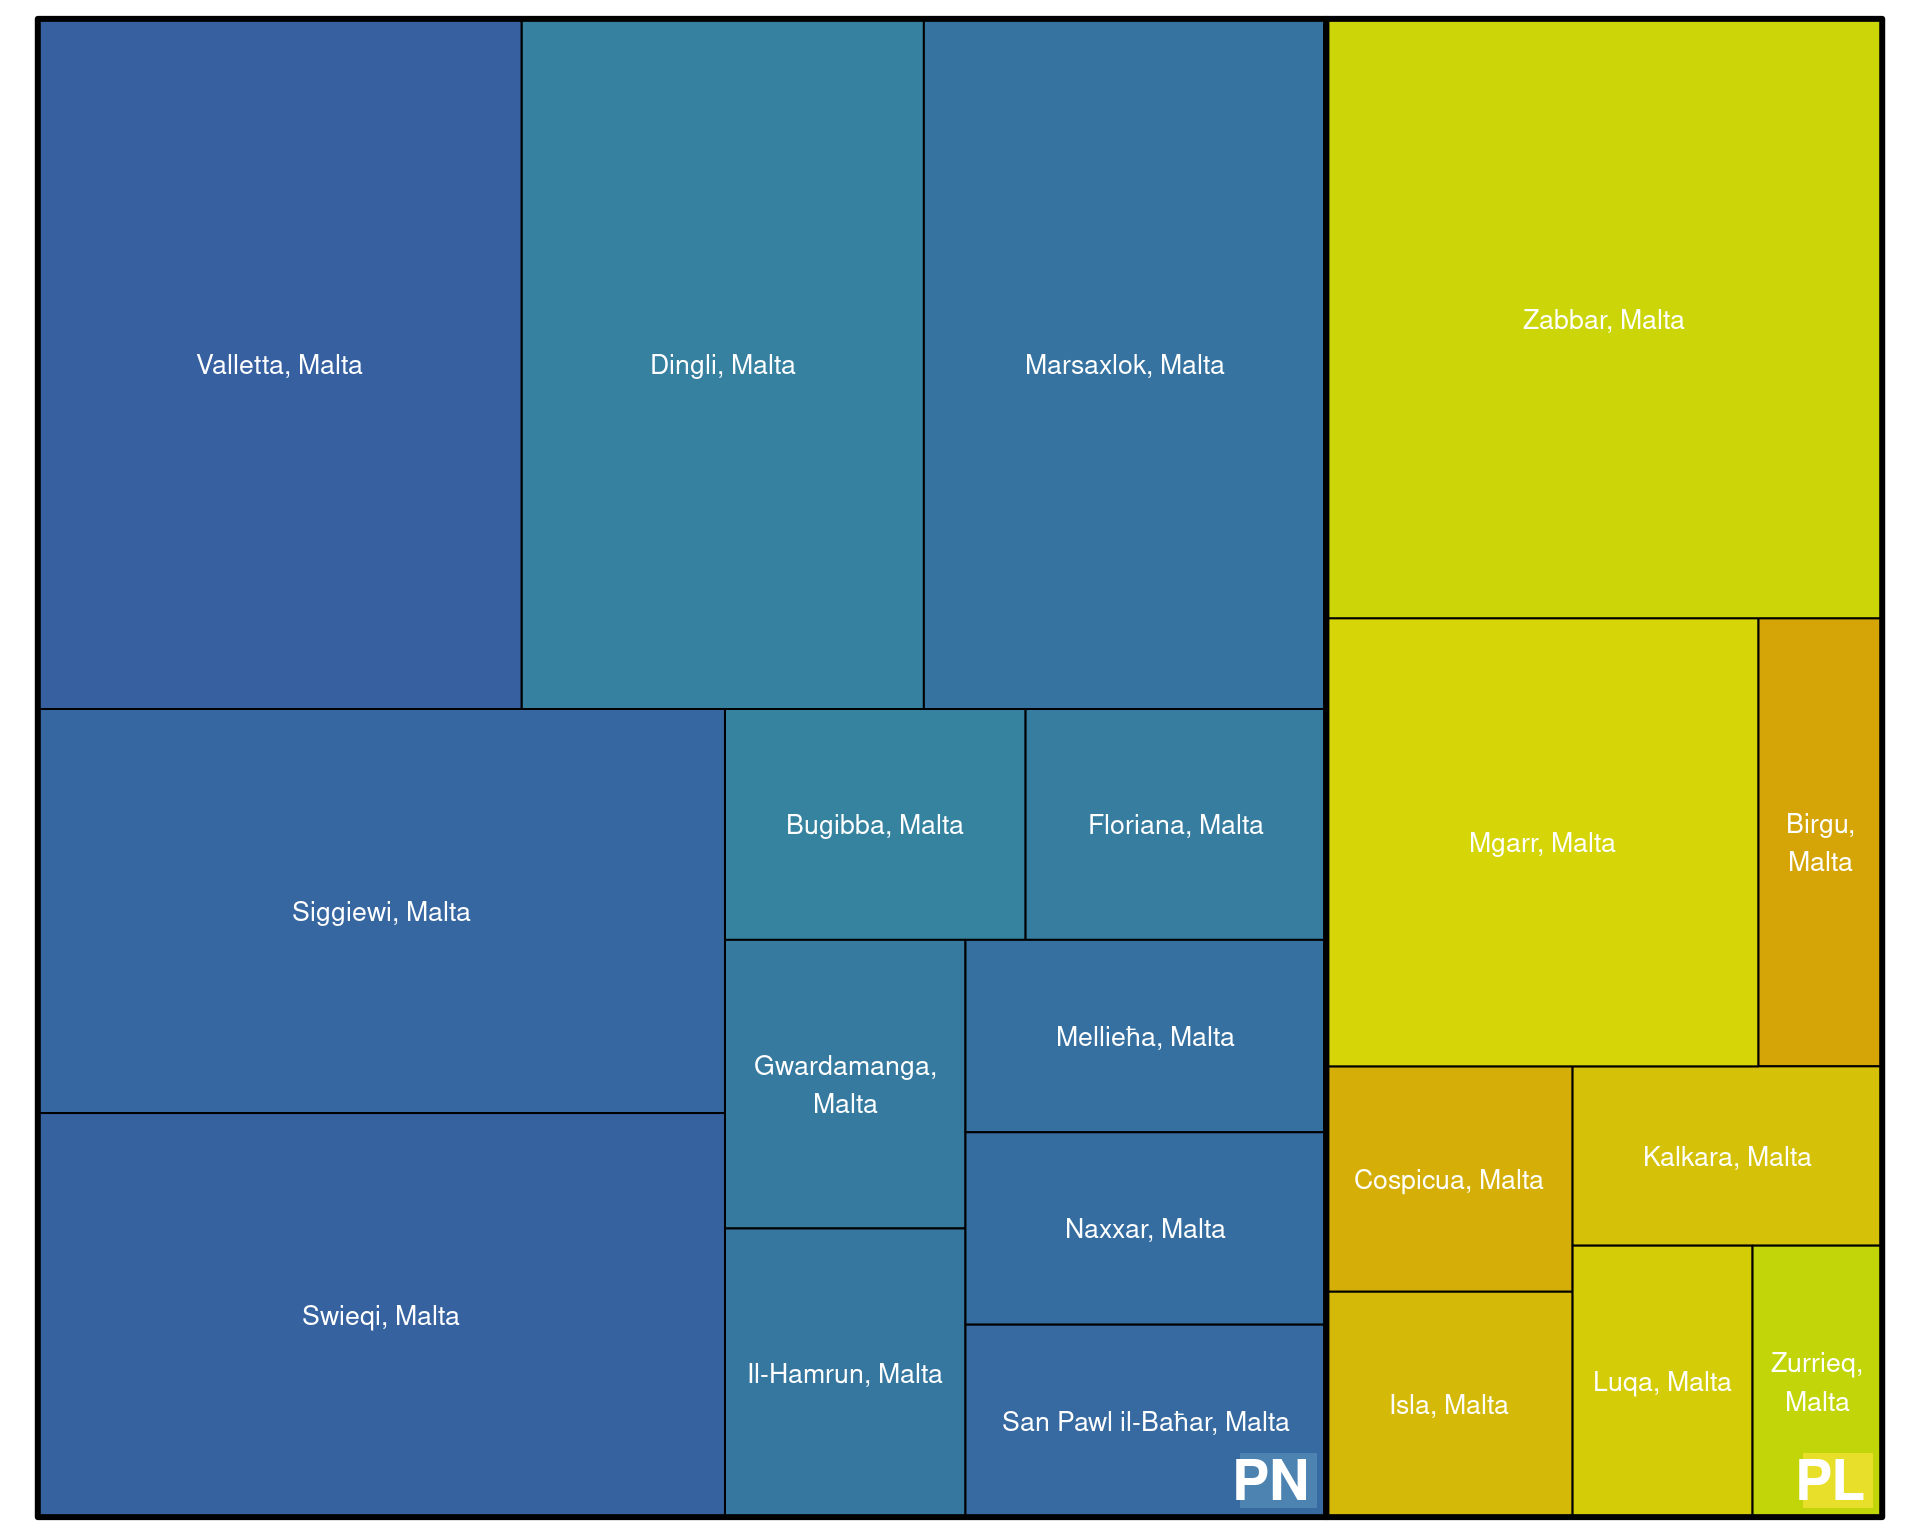 Valletta, Malta
Dingli, Malta
Marsaxlok, Malta
Zabbar, Malta
Siggiewi, Malta
Bugibba, Malta
Floriana, Malta
Mgarr, Malta
Birgu,
Malta
Gwardamanga,
Malta
Mellieħa, Malta
Cospicua, Malta
Kalkara, Malta
Swieqi, Malta
Il-Hamrun, Malta
Naxxar, Malta
San Pawl il-Baħar, Malta
Isla, Malta
Luqa, Malta
Zurrieq,
Malta
PN
PL